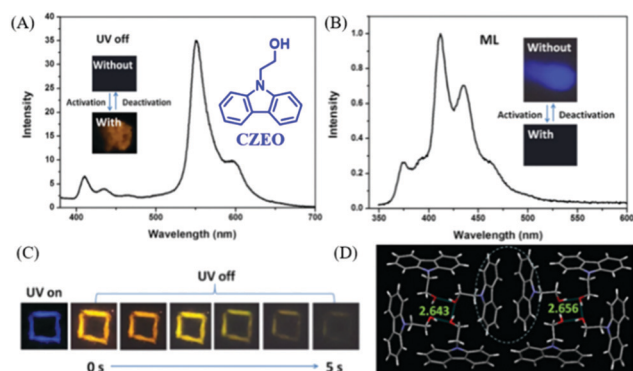 (A)
35
30
25
20
15
10
5
0
Intensity
400
500
600
700
Wavelength (nm)
UV off
Without
Activation
Deactivation
With
OH
N
CZEO
(B)
1.0
0.8
0.6
0.4
0.2
0.0
Intensity
350
400
450
500
550
600
Wavelength (nm)
ML
Without
Activation
Deactivation
With
(C)
UV off
UV on
0 s
5 s
(D)
2.643
2.656